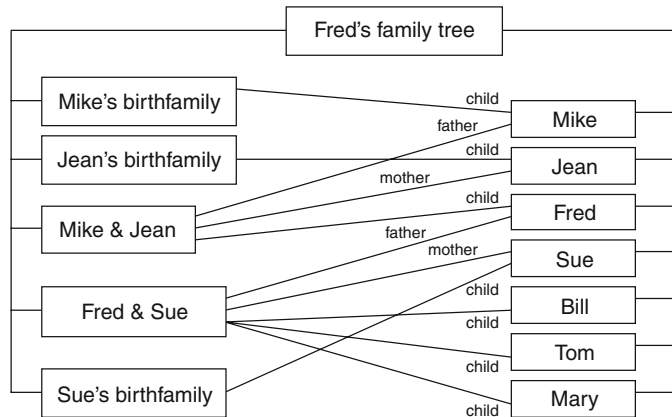 Fred's family tree
Mike's birthfamily
child
Mike
father
Jean's birthfamily
child
Jean
mother
Mike & Jean
child
Fred
father
mother
Sue
child
Fred & Sue
Bill
child
Tom
child
Sue's birthfamily
Mary
child